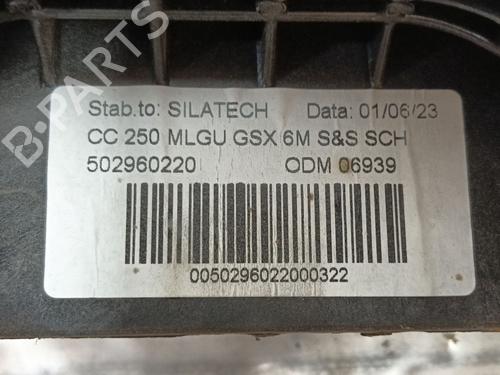 B-PARTS
Stab.to: SILATECH Data: 01/06/23
CC 250 MLGU GSX 6M S&S SCH
502960220 ODM 06939
0050296022000322